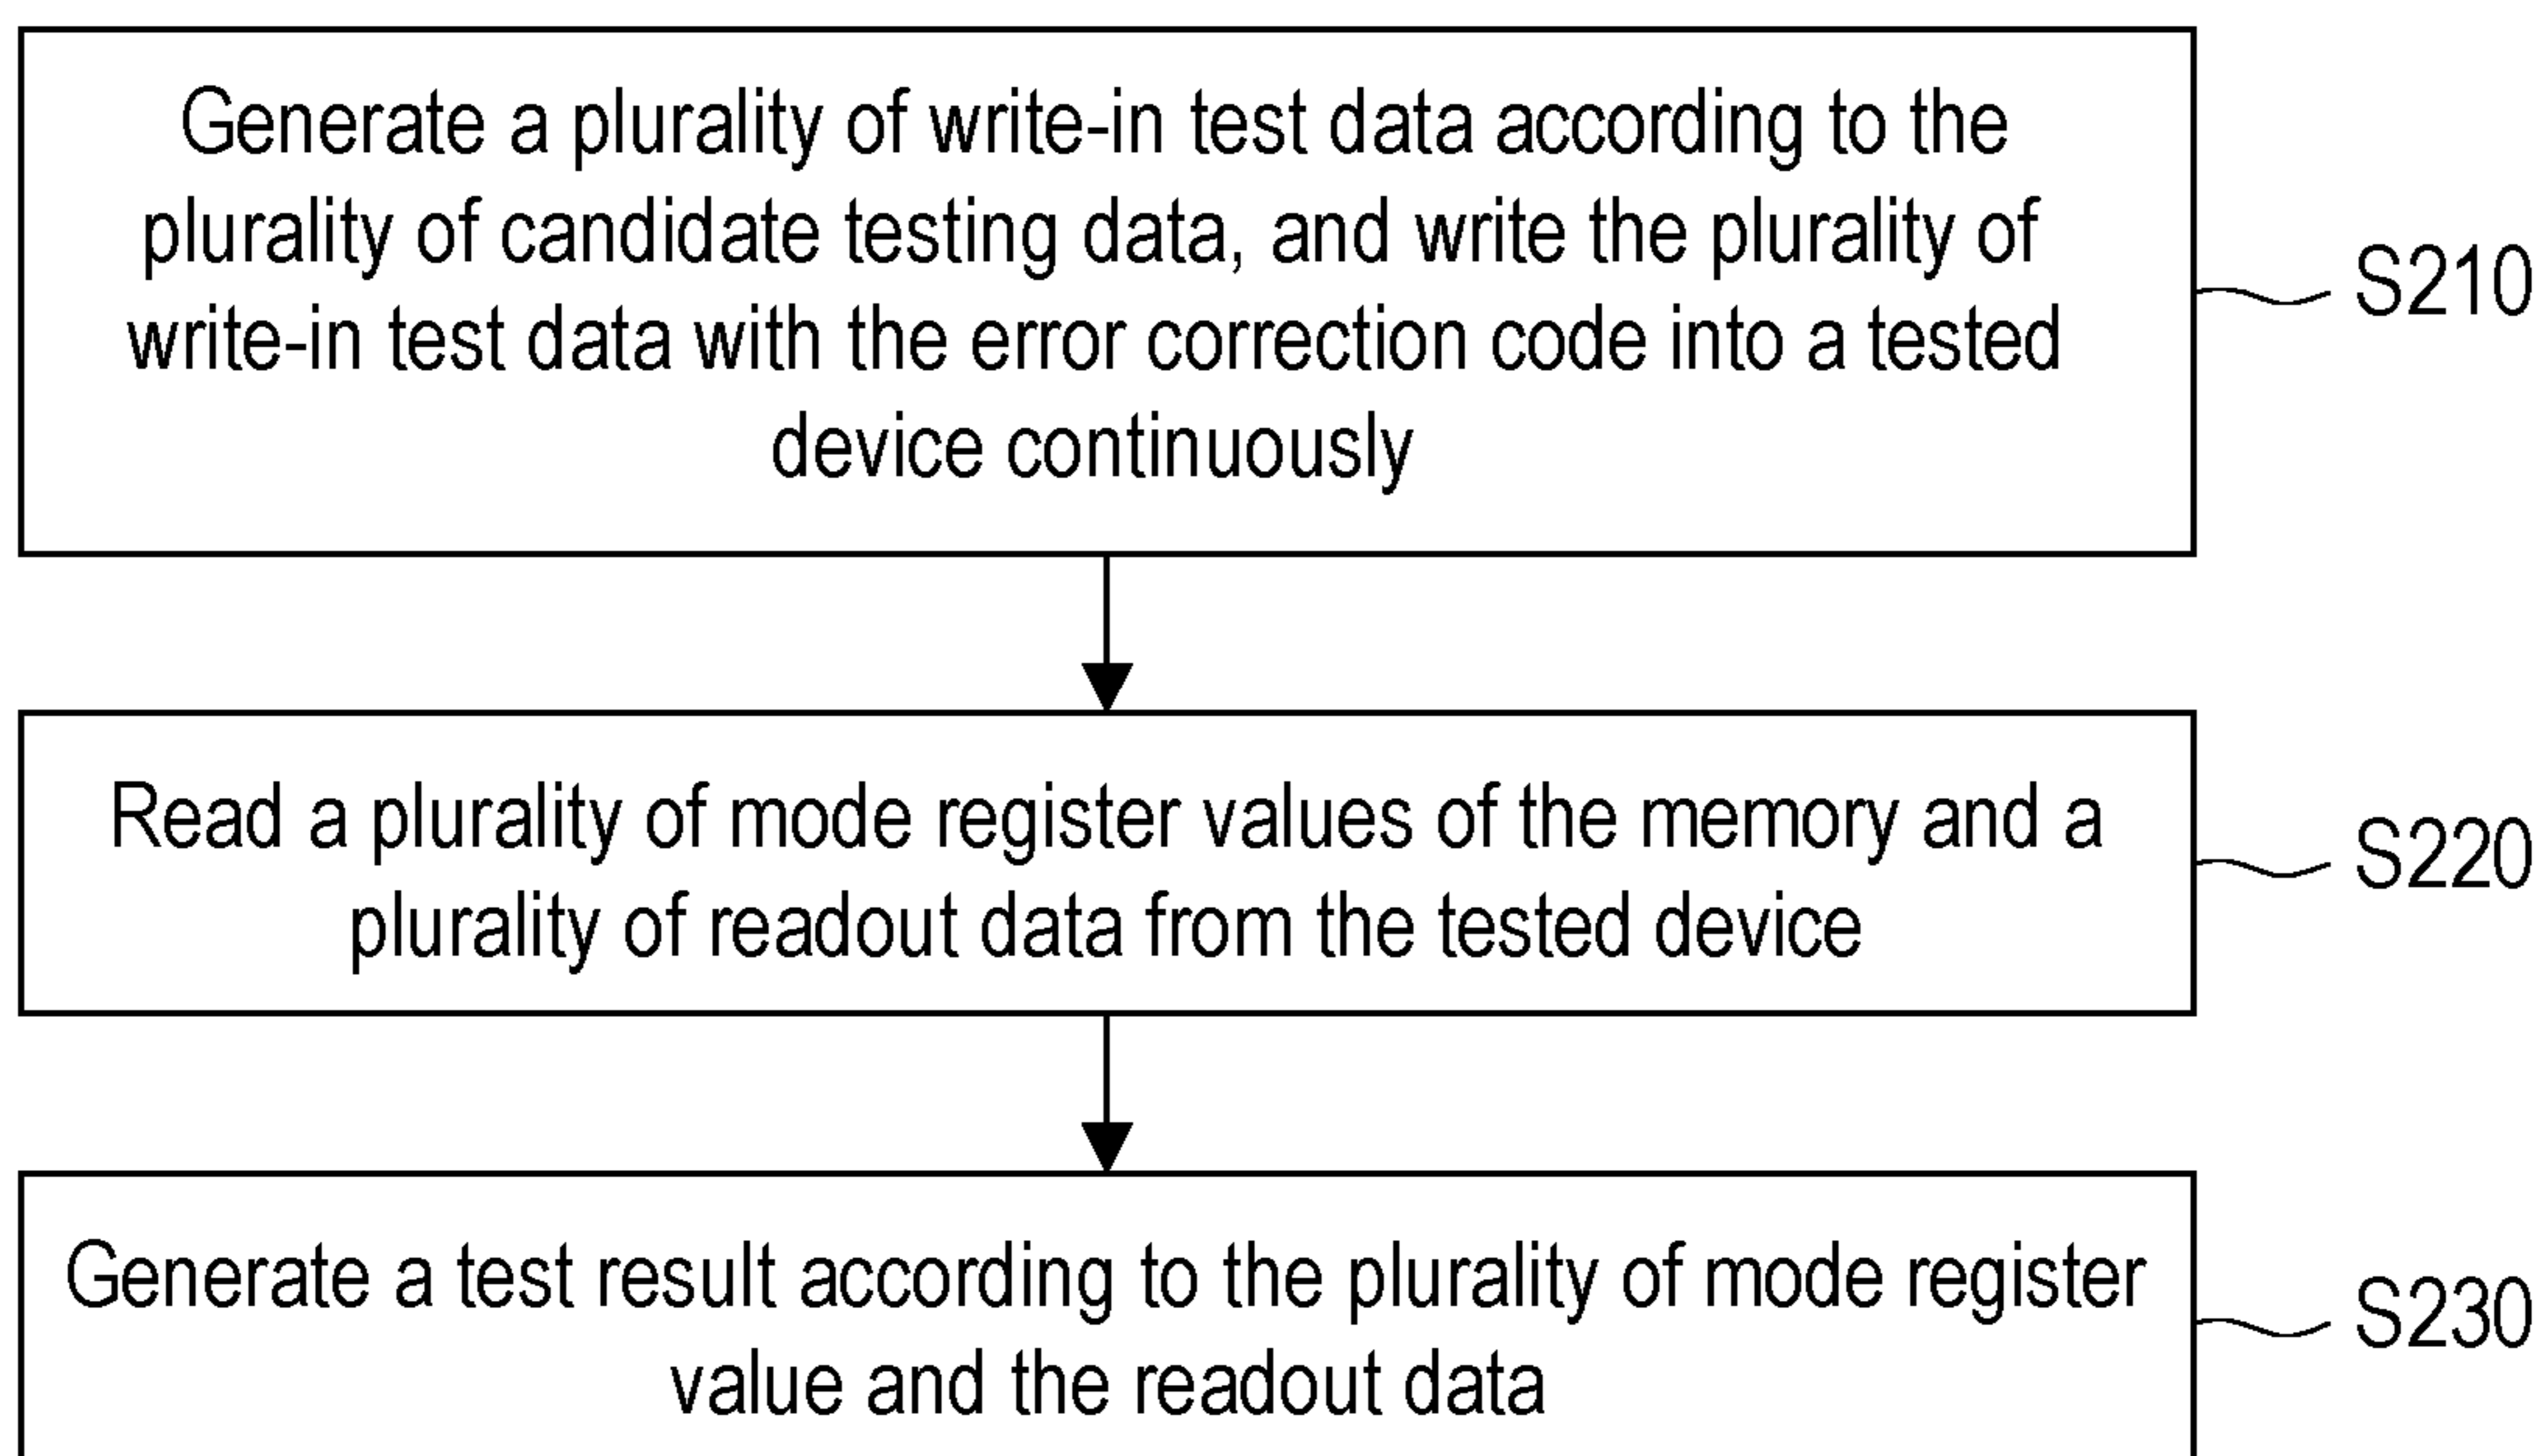 Generate a plurality of write-in test data according to the
plurality of candidate testing data, and write the plurality of
write-in test data with the error correction code into a tested
device continuously
S210
Read a plurality of mode register values of the memory and a
plurality of readout data from the tested device
S220
Generate a test result according to the plurality of mode register
value and the readout data
S230